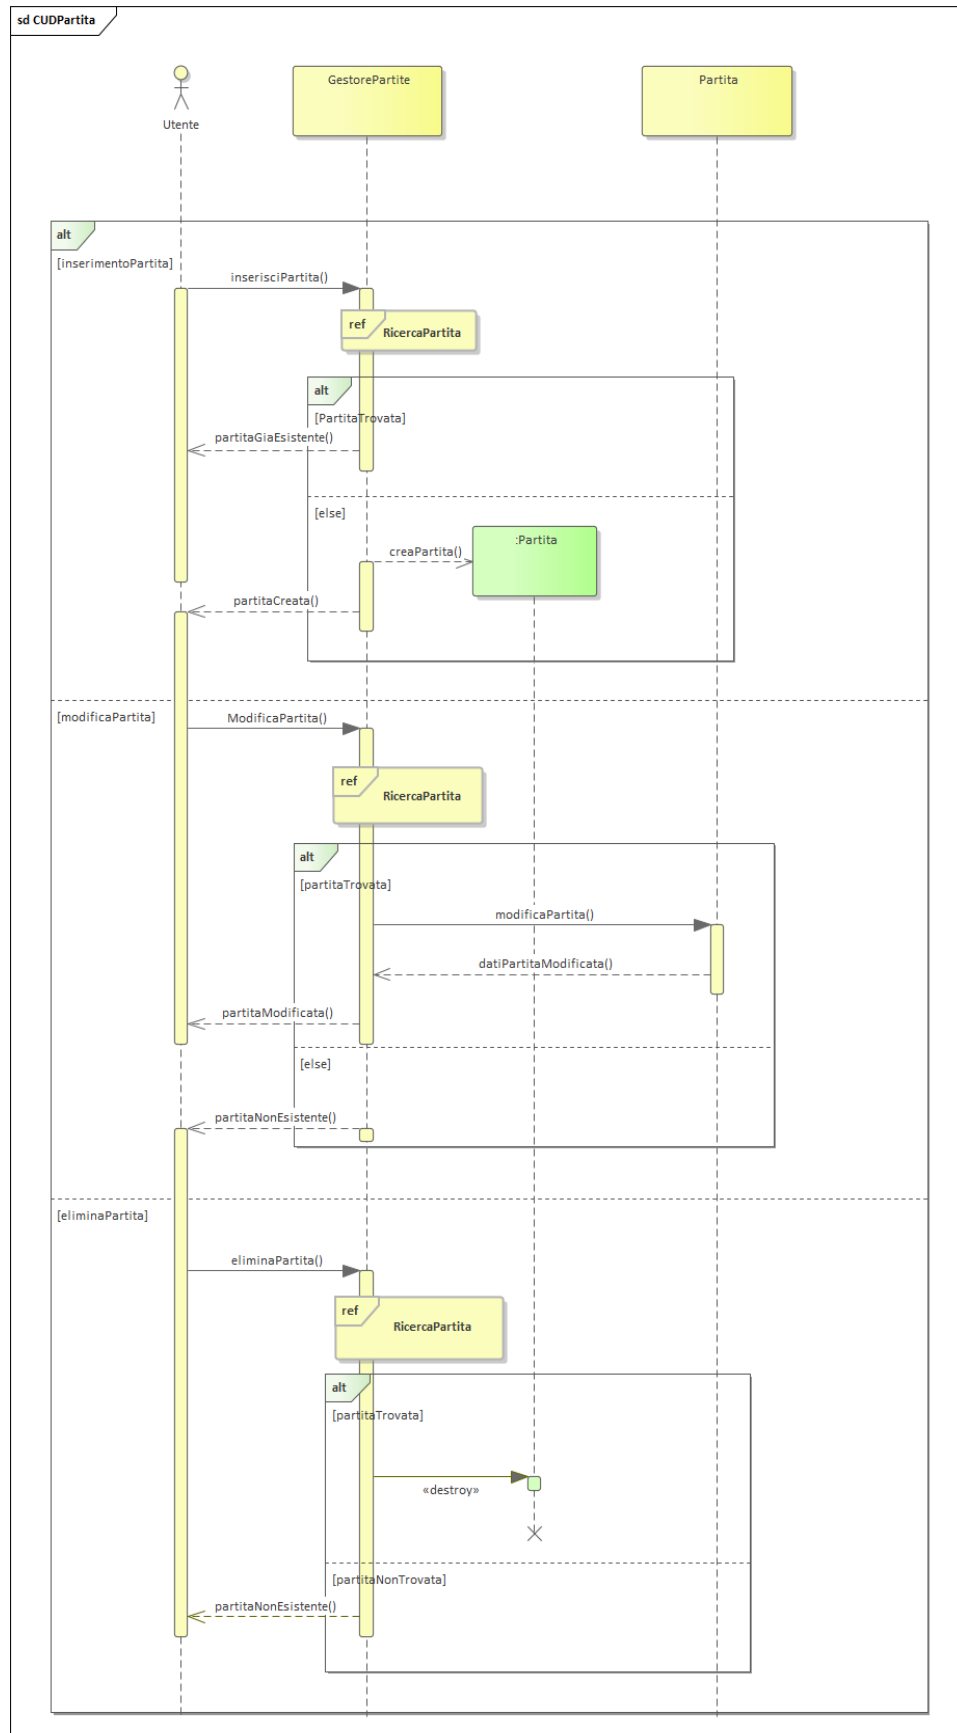 sd CUDPartita
Utente
GestorePartite
Partita
alt
[inserimentoPartita]
inserisciPartita()
ref
RicercaPartita
alt
[PartitaTrovata]
partitaGiaEsistente()
[else]
:Partita
creaPartita()
partitaCreata()
[modificaPartita]
ModificaPartita()
ref
RicercaPartita
alt
[partitaTrovata]
modificaPartita()
datiPartitaModificata()
partitaModificata()
[else]
partitaNonEsistente()
[eliminaPartita]
eliminaPartita()
ref
RicercaPartita
alt
[partitaTrovata]
«destroy»
[partitaNonTrovata]
partitaNonEsistente()